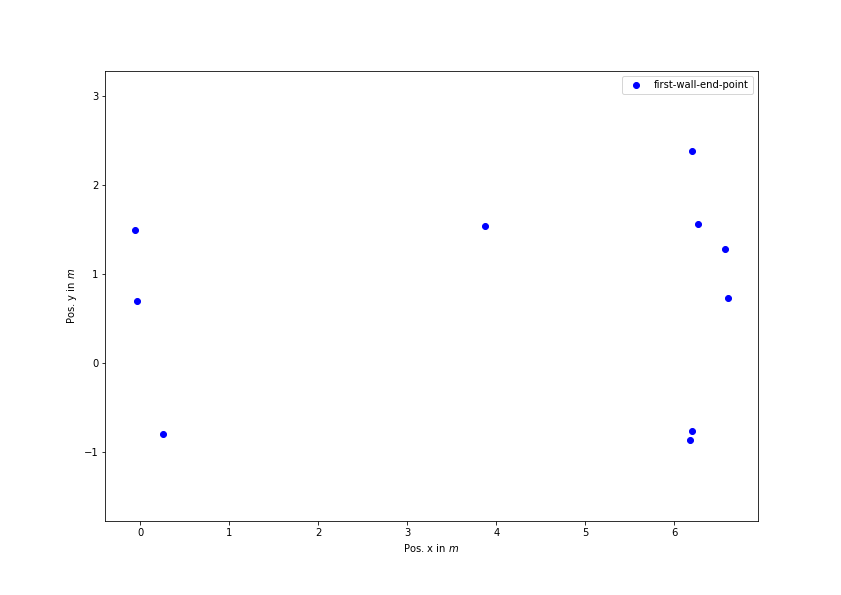 first-wall-end-point
3
2
1
0
−1
Pos. y in m
0 1 2 3 4 5 6
Pos. x in m